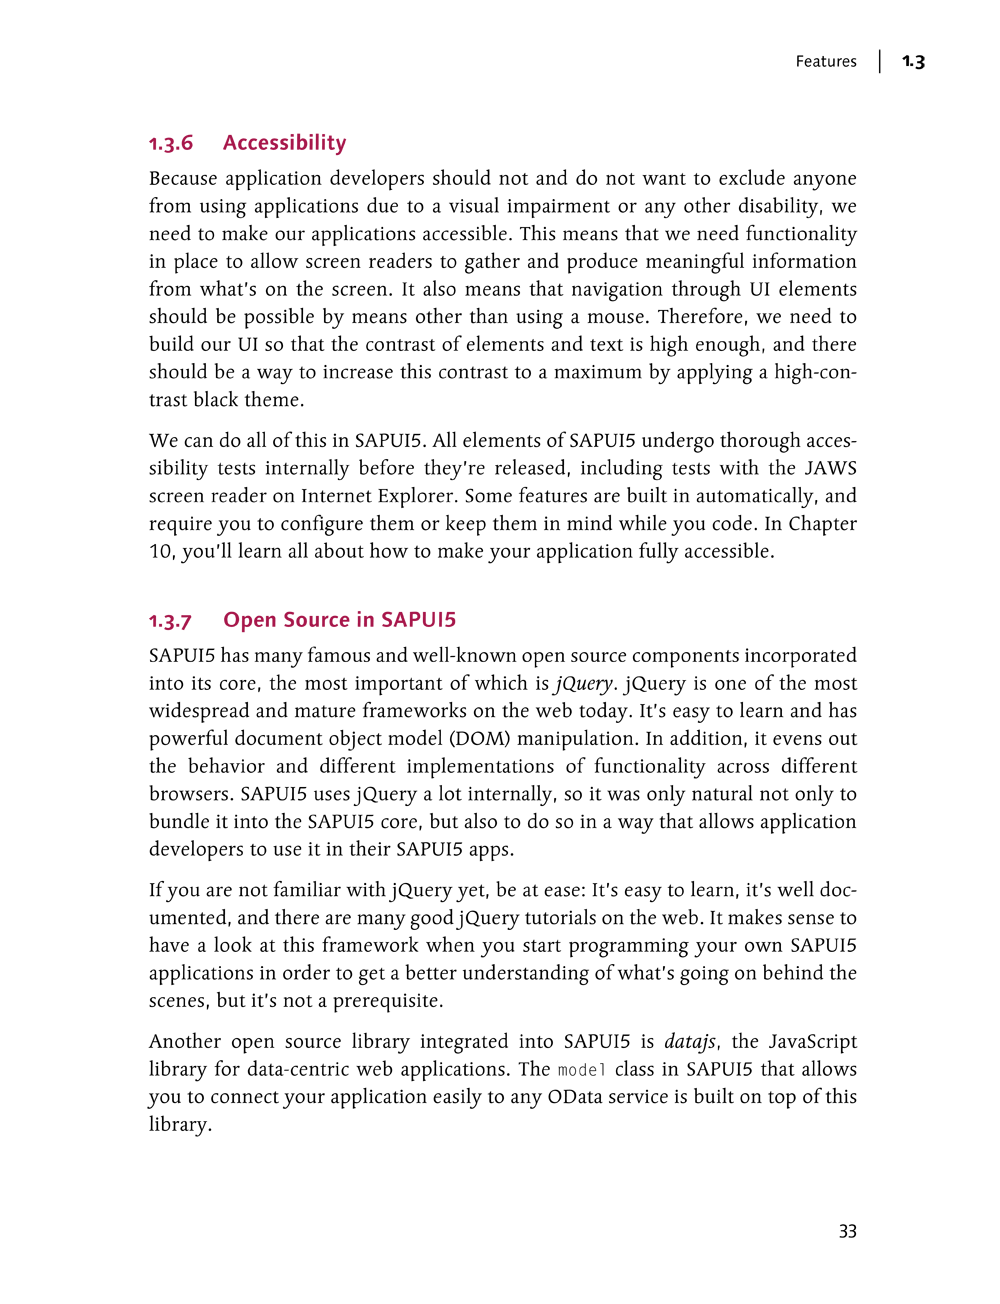 Features | 1.3
1.3.6 Accessibility
Because application developers should not and do not want to exclude anyone
from using applications due to a visual impairment or any other disability, we
need to make our applications accessible. This means that we need functionality
in place to allow screen readers to gather and produce meaningful information
from what's on the screen. It also means that navigation through UI elements
should be possible by means other than using a mouse. Therefore, we need to
build our UI so that the contrast of elements and text is high enough, and there
should be a way to increase this contrast to a maximum by applying a high-con-
trast black theme.
We can do all of this in SAPUI5. All elements of SAPUI5 undergo thorough acces-
sibility tests internally before they're released, including tests with the JAWS
screen reader on Internet Explorer. Some features are built in automatically, and
require you to configure them or keep them in mind while you code. In Chapter
10, you'll learn all about how to make your application fully accessible.
1.3.7 Open Source in SAPUI5
SAPUI5 has many famous and well-known open source components incorporated
into its core, the most important of which is jQuery. jQuery is one of the most
widespread and mature frameworks on the web today. It's easy to learn and has
powerful document object model (DOM) manipulation. In addition, it evens out
the behavior and different implementations of functionality across different
browsers. SAPUI5 uses jQuery a lot internally, so it was only natural not only to
bundle it into the SAPUI5 core, but also to do so in a way that allows application
developers to use it in their SAPUI5 apps.
If you are not familiar with jQuery yet, be at ease: It's easy to learn, it's well doc-
umented, and there are many good jQuery tutorials on the web. It makes sense to
have a look at this framework when you start programming your own SAPUI5
applications in order to get a better understanding of what's going on behind the
scenes, but it's not a prerequisite.
Another open source library integrated into SAPUI5 is datajs, the JavaScript
library for data-centric web applications. The model class in SAPUI5 that allows
you to connect your application easily to any OData service is built on top of this
library.
33